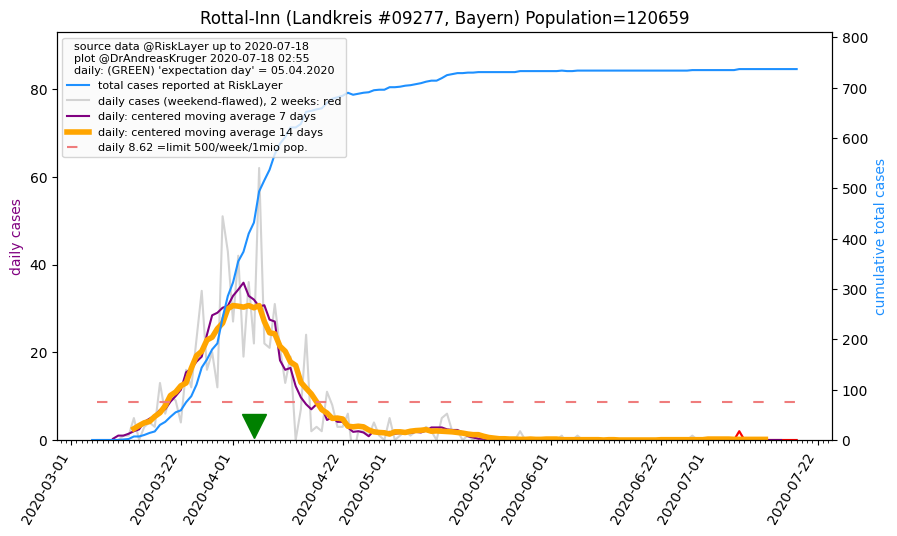 Rottal-Inn (Landkreis #09277, Bayern) Population=120659
source data @RiskLayer up to 2020-07-18
plot @DrAndreasKruger 2020-07-18 02:55
daily: (GREEN) 'expectation day' = 05.04.2020
total cases reported at RiskLayer
daily cases (weekend-flawed), 2 weeks: red
daily: centered moving average 7 days
daily: centered moving average 14 days
daily 8.62 =limit 500/week/1mio pop.
daily cases
80
60
40
20
0
cumulative total cases
800
700
600
500
400
300
200
100
0
2020-03-01
2020-03-22
2020-04-01
2020-04-22
2020-05-01
2020-05-22
2020-06-01
2020-06-22
2020-07-01
2020-07-22